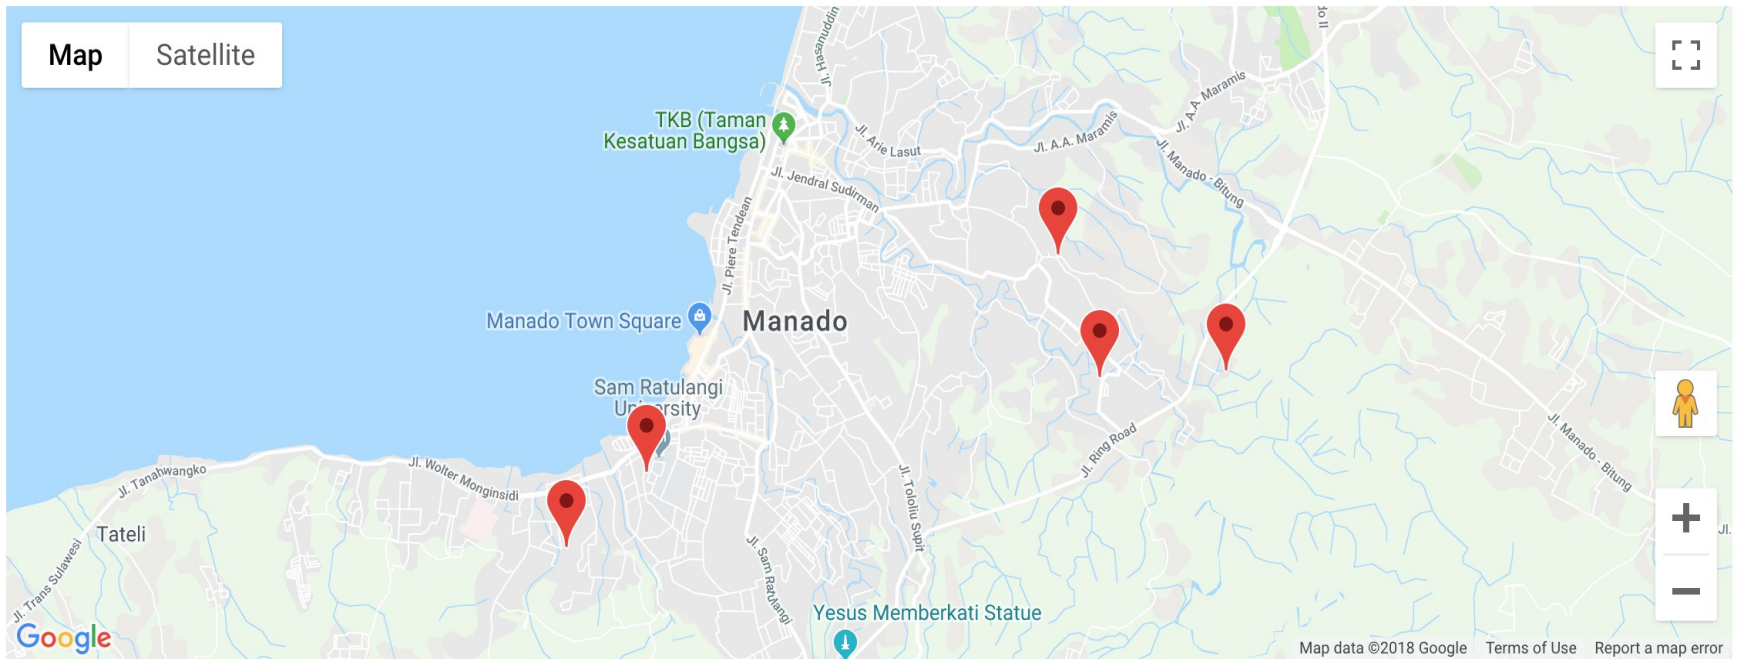 Map
Satellite
Jl. Hasanuddin
do II
TKB (Taman
Kesatuan Bangsa)
Jl. Arie Lasut
Jl. A.A. Maramis
Jl. A.A. Maramis
Jl. Manado - Bitung
Jl. Jendral Sudirman
Jl. Piere Tendean
Manado Town Square
Manado
Sam Ratulangi
University
Jl. Tanahwangko
Jl. Wolter Monginsidi
Jl. Ring Road
Jl. Manado - Bitung
Jl. Tololiu Supit
Tateli
Jl.
Jl. Trans Sulawesi
Jl. Sam Ratulangi
Yesus Memberkati Statue
Google
Map data ©2018 Google
Terms of Use
Report a map error